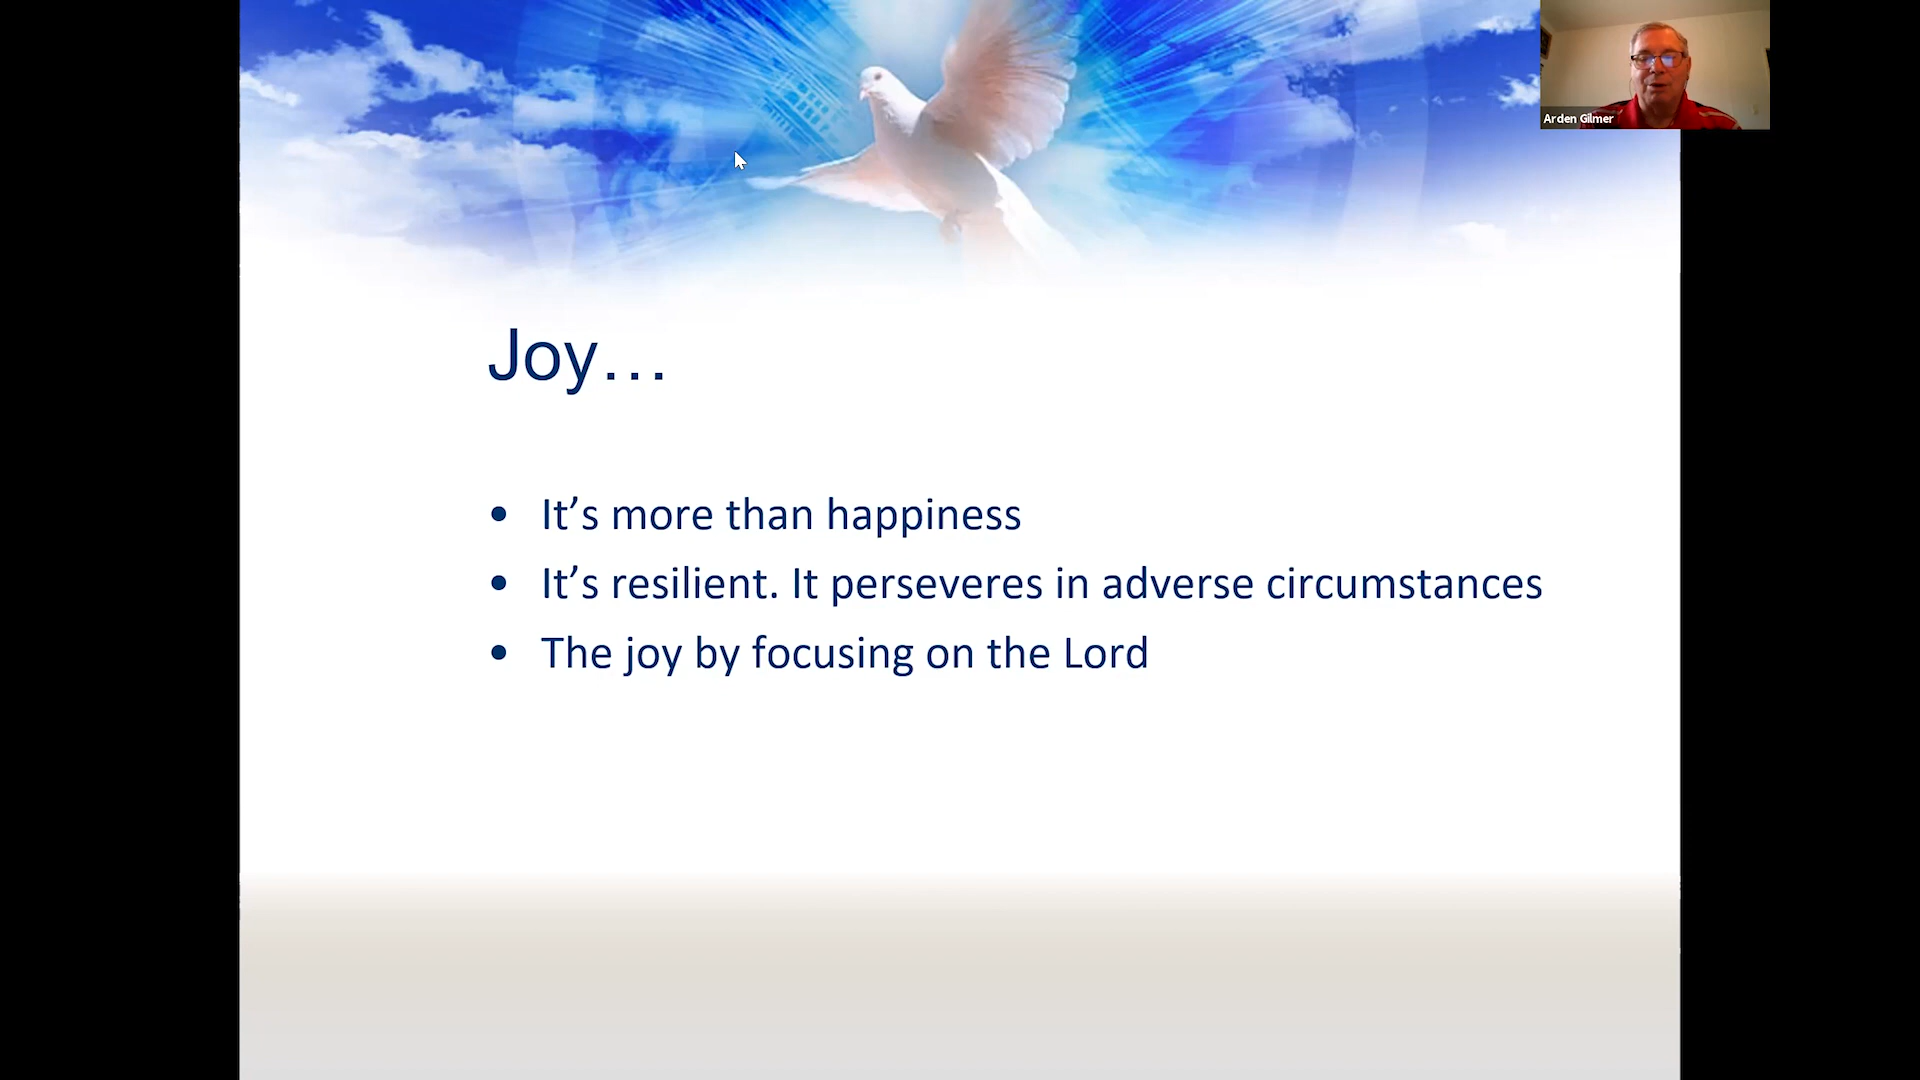 Arden Gilmer
Joy…
• It’s more than happiness
• It’s resilient. It perseveres in adverse circumstances
• The joy by focusing on the Lord